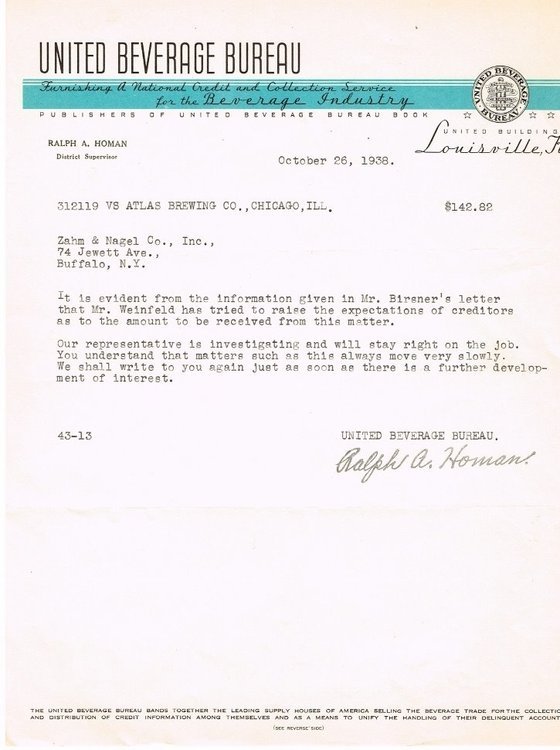 UNITED BEVERAGE BUREAU
Furnishing A National Credit and Collection Service
for the Beverage Industry
PUBLISHERS OF UNITED BEVERAGE BUREAU BOOK
UNITED BEVERAGE
BUREAU
UNITED BUILDING
Louisville,
RALPH A. HOMAN
District Supervisor
October 26, 1938.
312119 VS ATLAS BREWING CO.,CHICAGO,ILL. $142.82
Zahm & Nagel Co., Inc.,
74 Jewett Ave.,
Buffalo, N.Y.
It is evident from the information given in Mr. Birsner's letter
that Mr. Weinfeld has tried to raise the expectations of creditors
as to the amount to be received from this matter.
Our representative is investigating and will stay right on the job.
You understand that matters such as this always move very slowly.
We shall write to you again just as soon as there is a further develop-
ment of interest.
43-13 UNITED BEVERAGE BUREAU.
Ralph A. Homan.
THE UNITED BEVERAGE BUREAU BANDS TOGETHER THE LEADING SUPPLY HOUSES OF AMERICA SELLING THE BEVERAGE TRADE FOR THE COLLECTIO
AND DISTRIBUTION OF CREDIT INFORMATION AMONG THEMSELVES AND AS A MEANS TO UNIFY THE HANDLING OF THEIR DELINQUENT ACCOUNT
(SEE REVERSE SIDE)